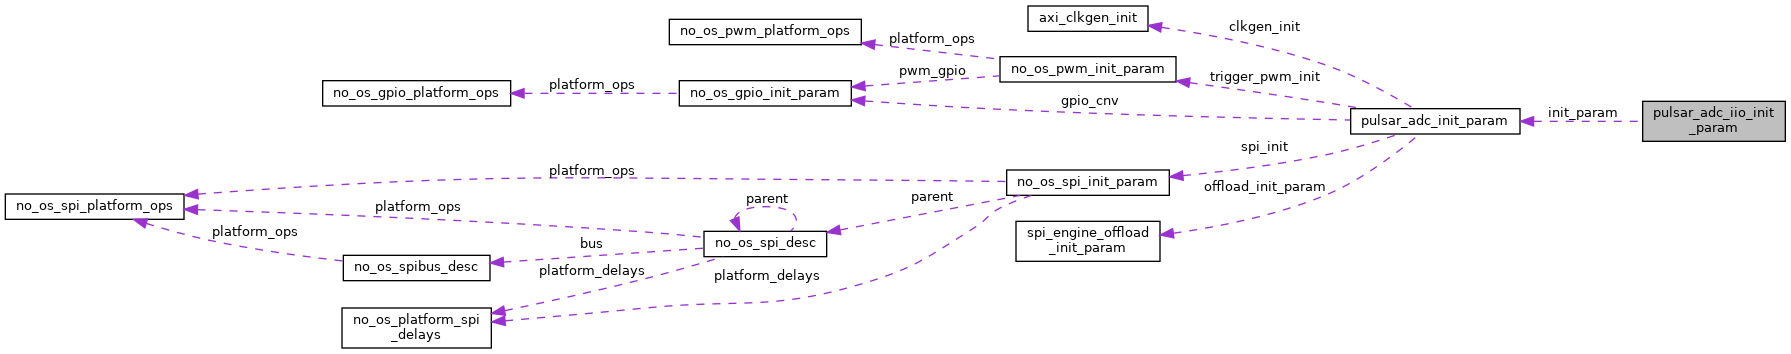 axi_clkgen_init
clkgen_init
no_os_pwm_platform_ops
platform_ops
no_os_pwm_init_param
pwm_gpio
trigger_pwm_init
platform_ops
no_os_gpio_platform_ops
no_os_gpio_init_param
gpio_cnv
pulsar_adc_init_param
init_param
pulsar_adc_iio_init
_param
spi_init
platform_ops
no_os_spi_init_param
offload_init_param
parent
parent
no_os_spi_platform_ops
platform_ops
platform_ops
bus
no_os_spi_desc
spi_engine_offload
_init_param
no_os_spibus_desc
platform_delays
platform_delays
no_os_platform_spi
_delays